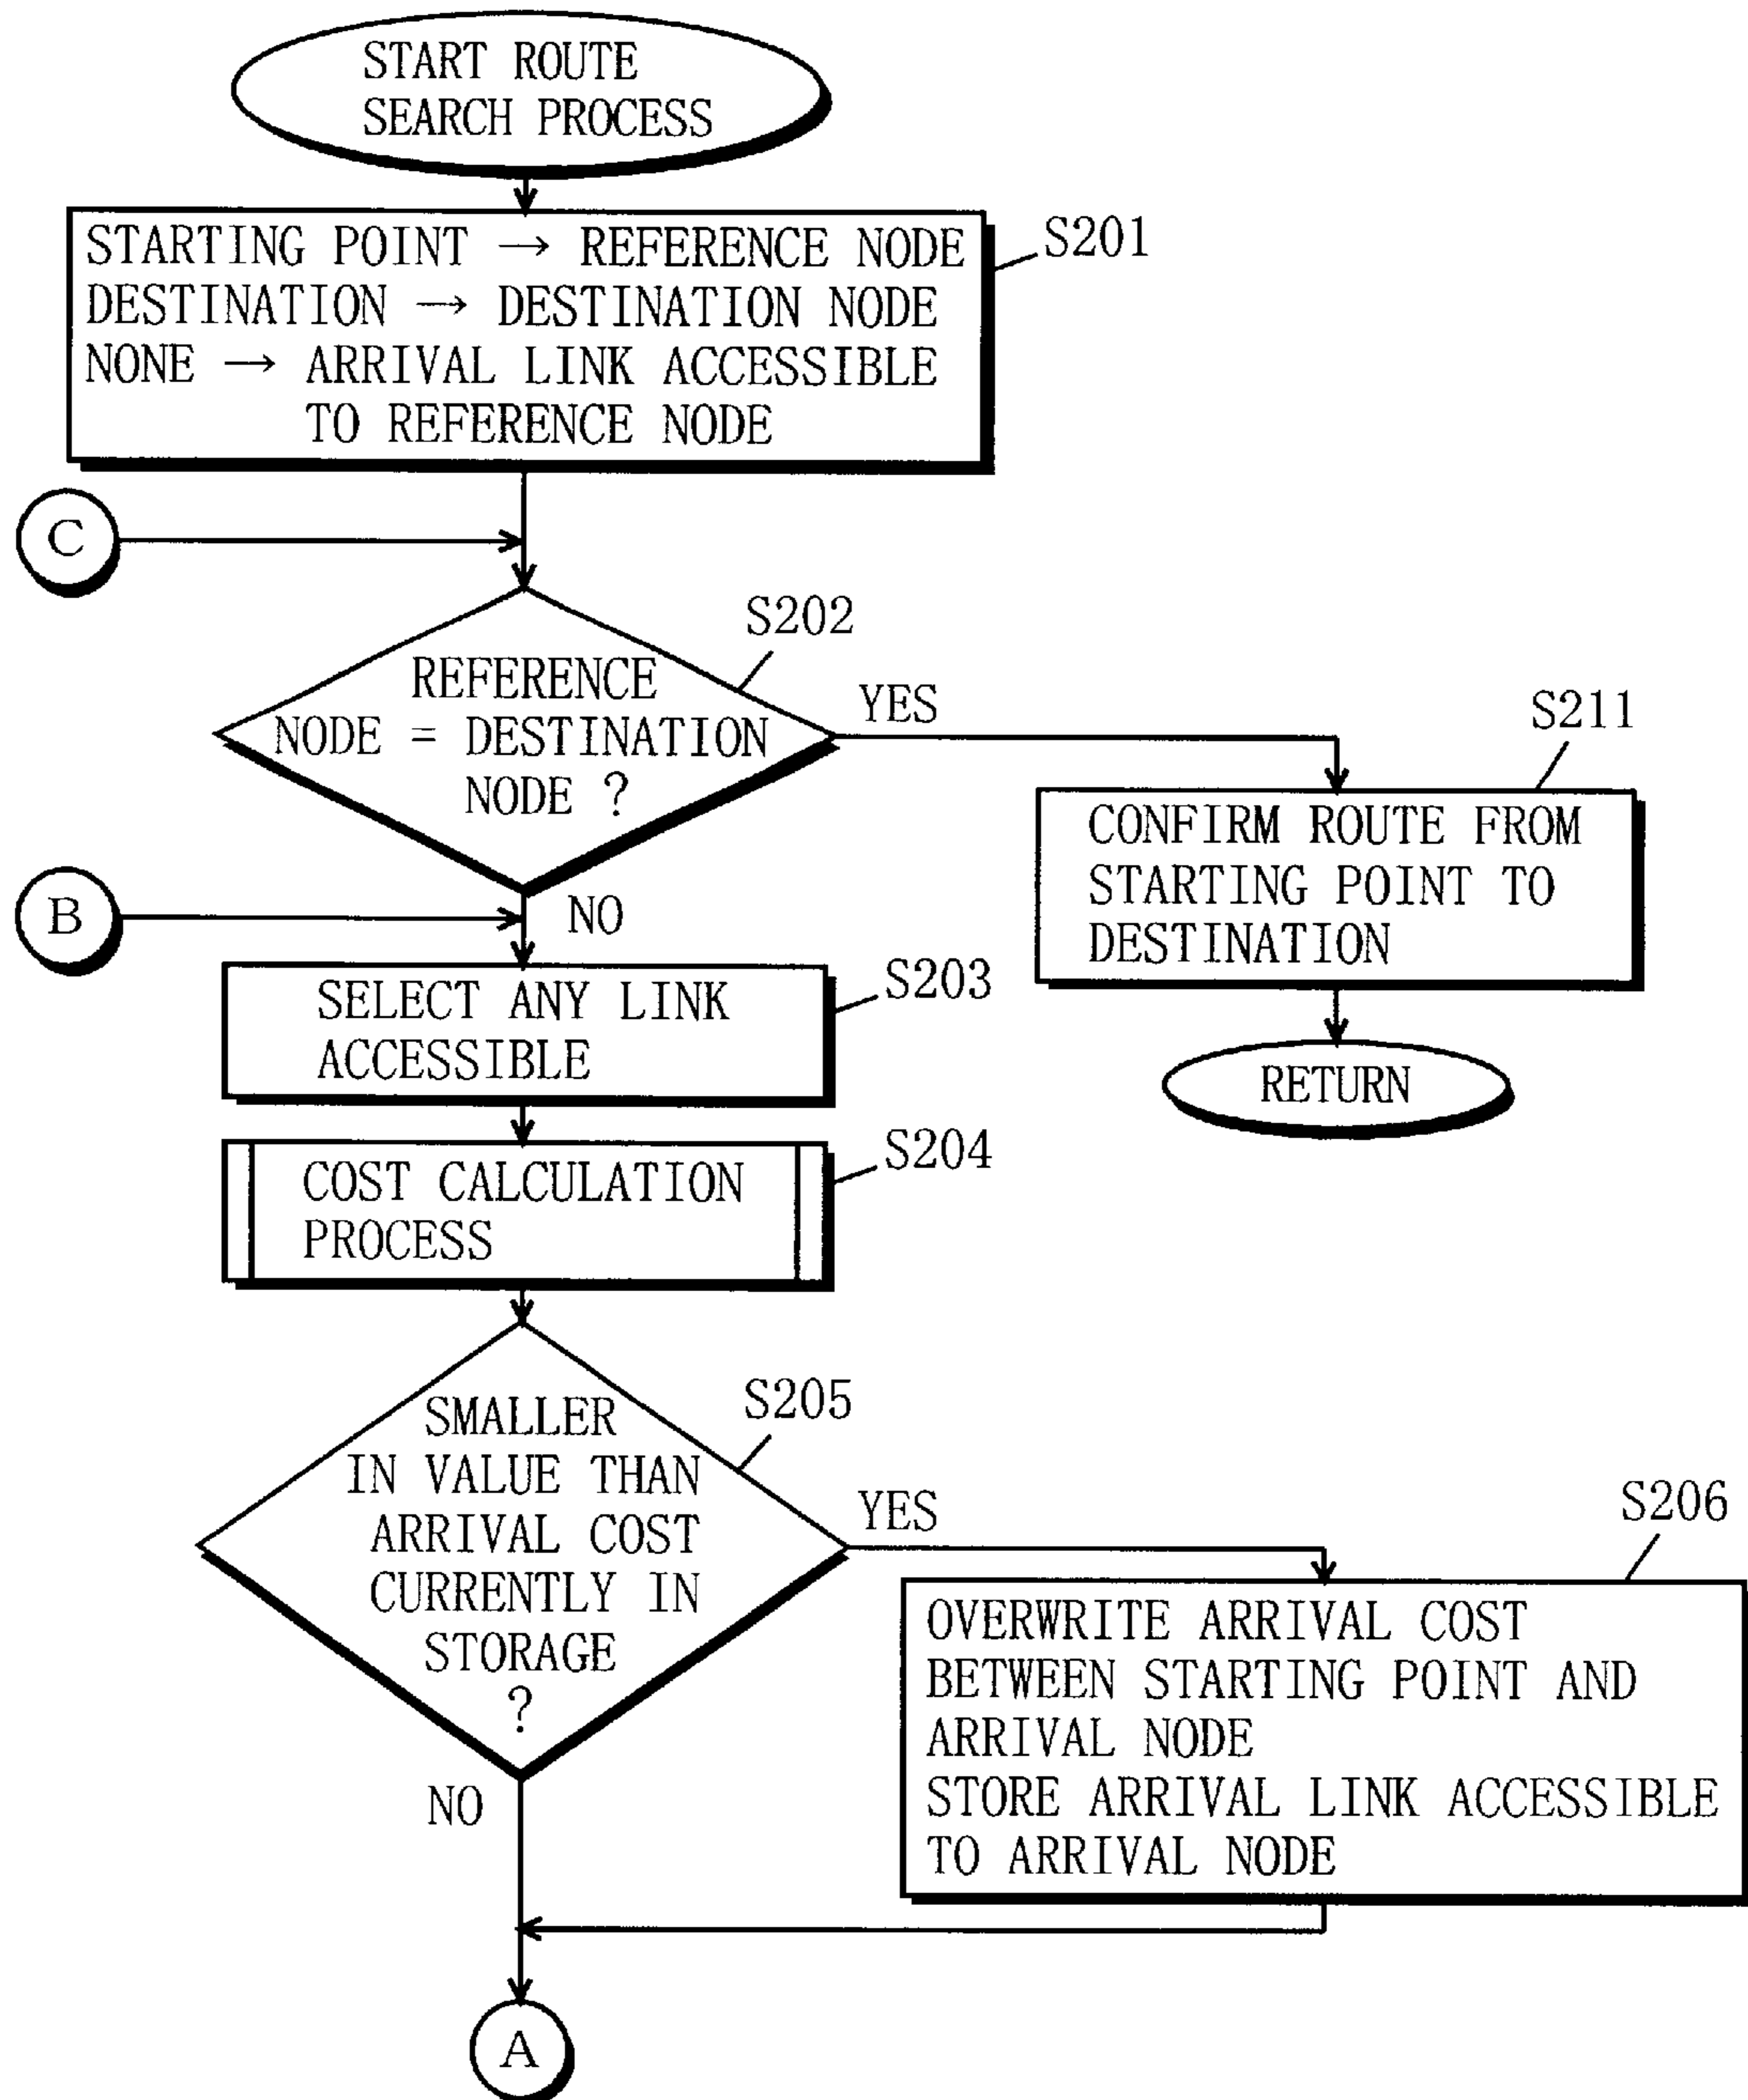 START ROUTE
SEARCH PROCESS
STARTING POINT → REFERENCE NODE
DESTINATION → DESTINATION NODE
NONE → ARRIVAL LINK ACCESSIBLE
TO REFERENCE NODE
S201
C
S202
REFERENCE
NODE = DESTINATION
NODE ?
YES
NO
S211
CONFIRM ROUTE FROM
STARTING POINT TO
DESTINATION
RETURN
B
S203
SELECT ANY LINK
ACCESSIBLE
S204
COST CALCULATION
PROCESS
S205
SMALLER
IN VALUE THAN
ARRIVAL COST
CURRENTLY IN
STORAGE
?
YES
NO
S206
OVERWRITE ARRIVAL COST
BETWEEN STARTING POINT AND
ARRIVAL NODE
STORE ARRIVAL LINK ACCESSIBLE
TO ARRIVAL NODE
A